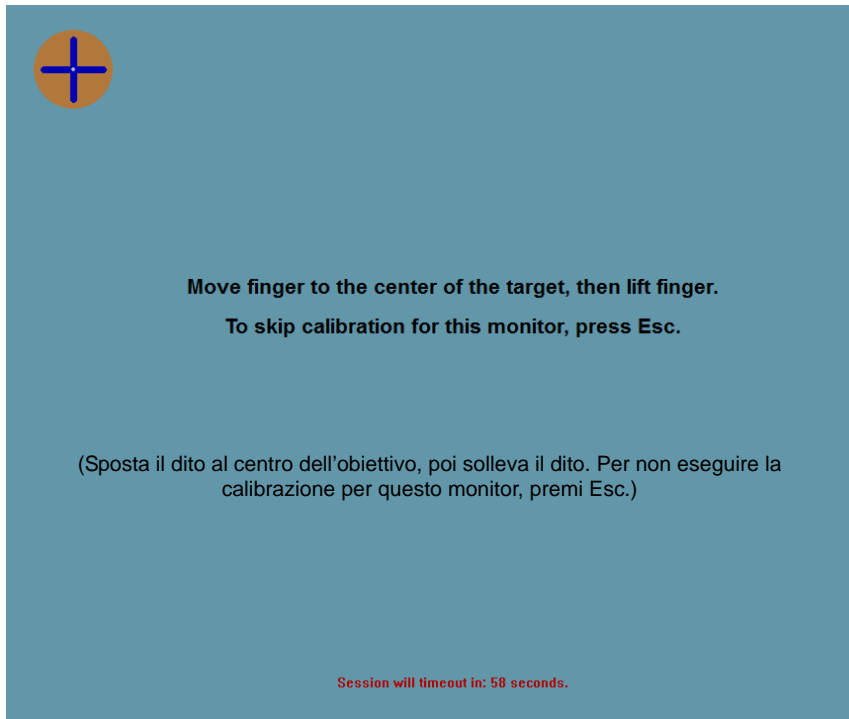 Move finger to the center of the target, then lift finger.
To skip calibration for this monitor, press Esc.
(Sposta il dito al centro dell’obiettivo, poi solleva il dito. Per non eseguire la
calibrazione per questo monitor, premi Esc.)
Session will timeout in: 58 seconds.